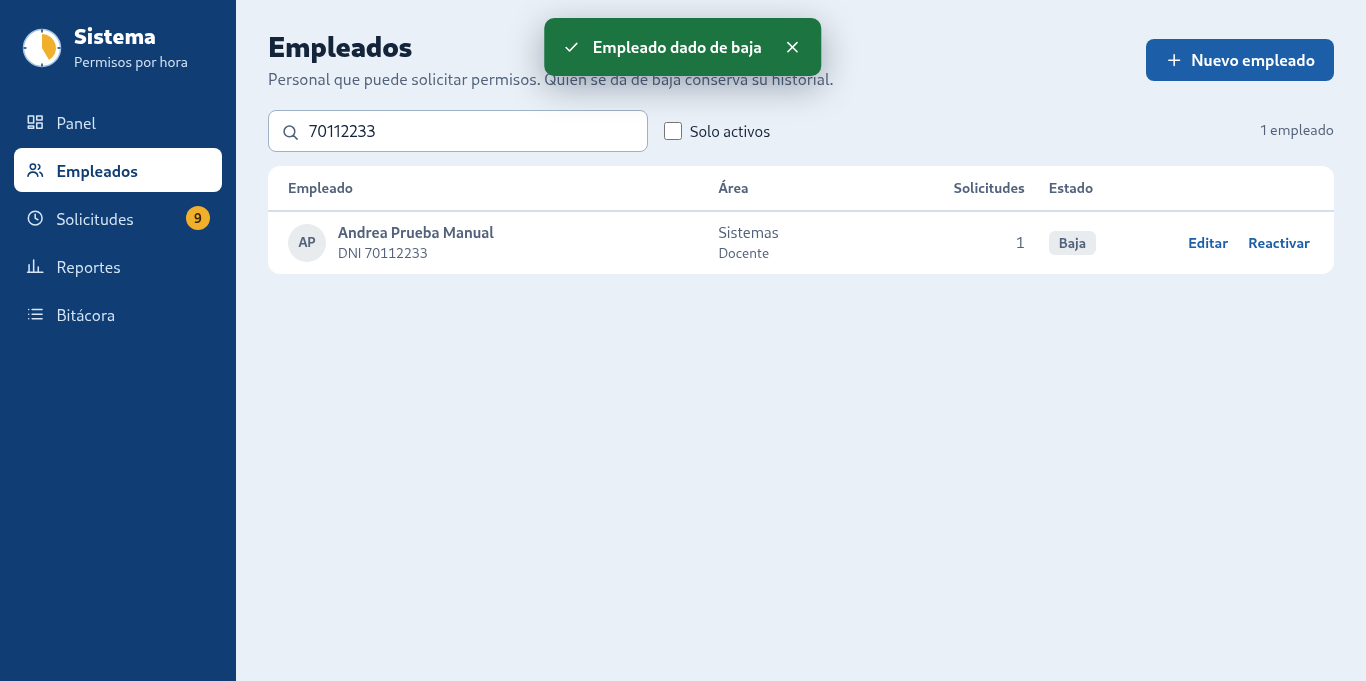 Sistema
Permisos por hora
Panel
Empleados
Solicitudes 9
Reportes
Bitácora
Empleado dado de baja
Empleados
Personal que puede solicitar permisos. Quien se da de baja conserva su historial.
Nuevo empleado
70112233
Solo activos
1 empleado
Empleado Área Solicitudes Estado
AP
Andrea Prueba Manual
DNI 70112233
Sistemas
Docente
1
Baja
Editar Reactivar